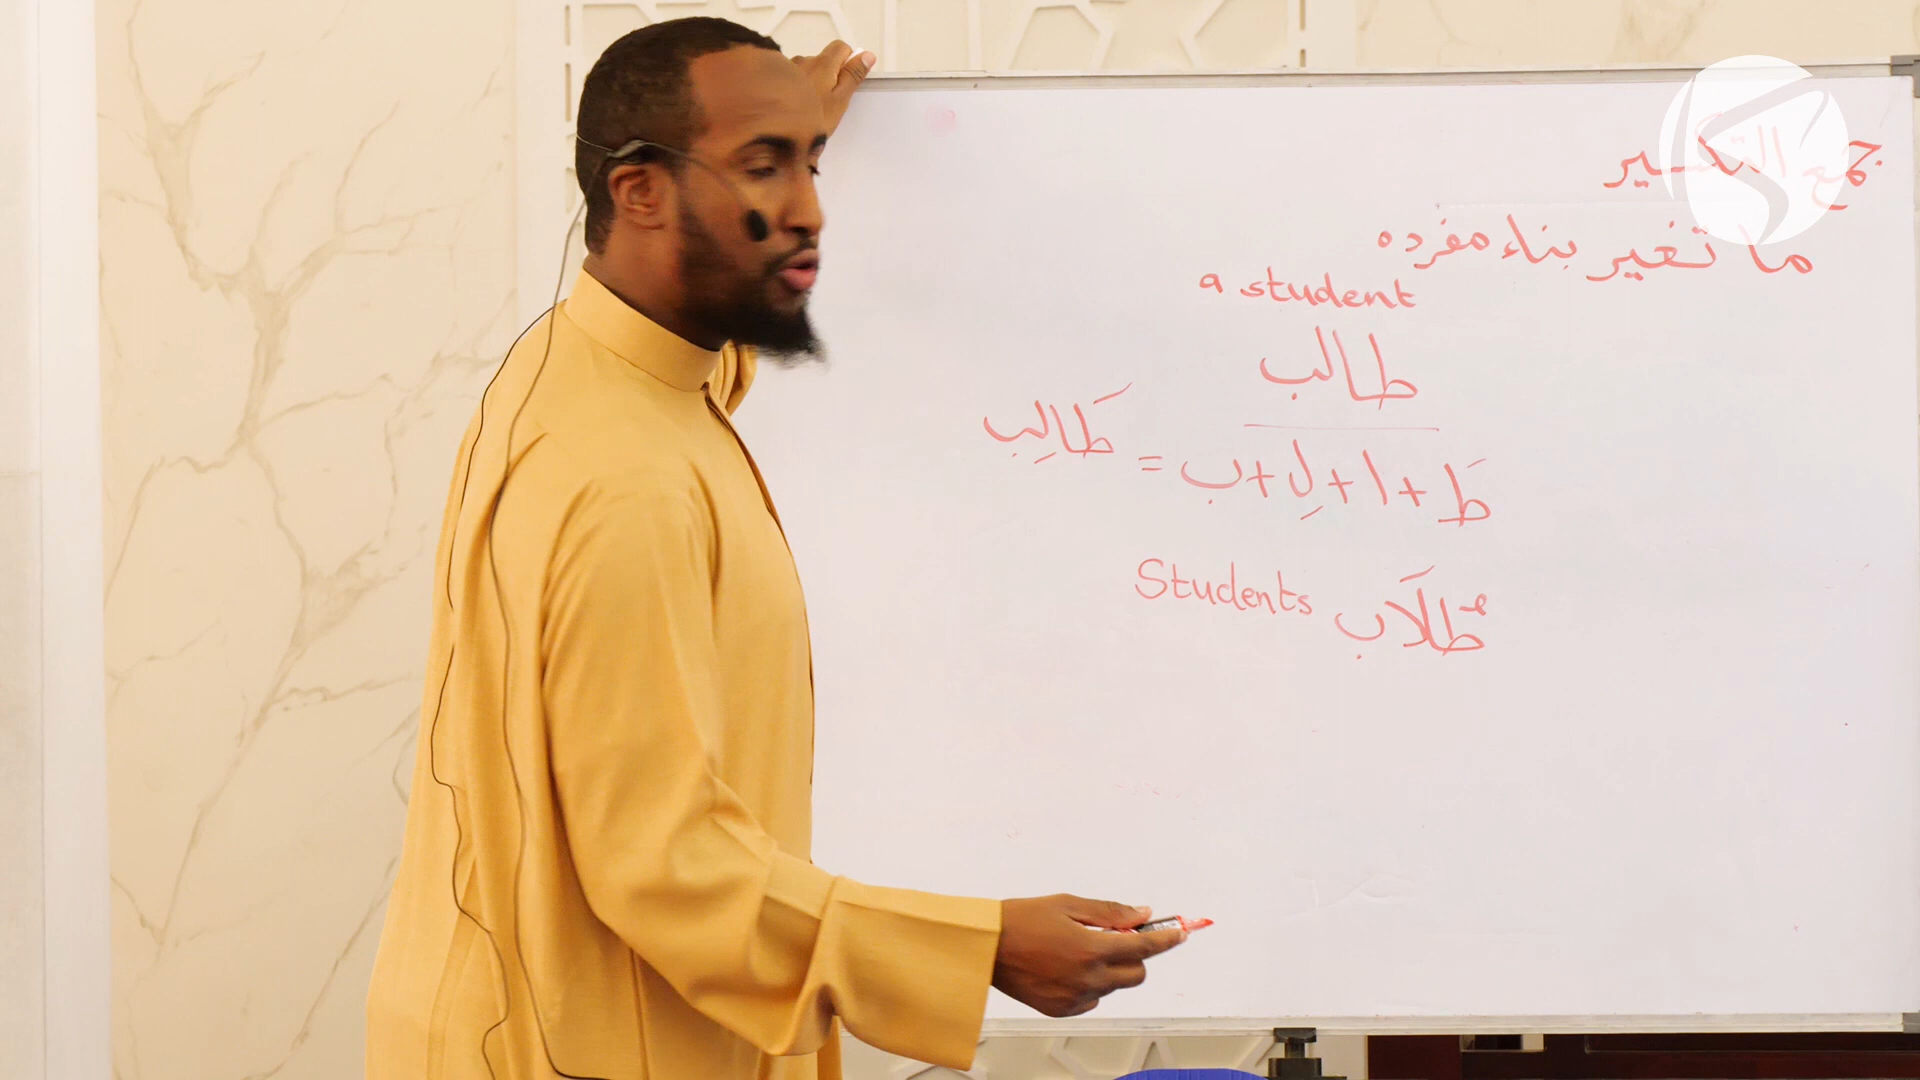 جمع التكسير
ما تغير بناء مفرده
a student
طالب
طَ + ا + لِ + ب = طَالِب
طُلَاب Students